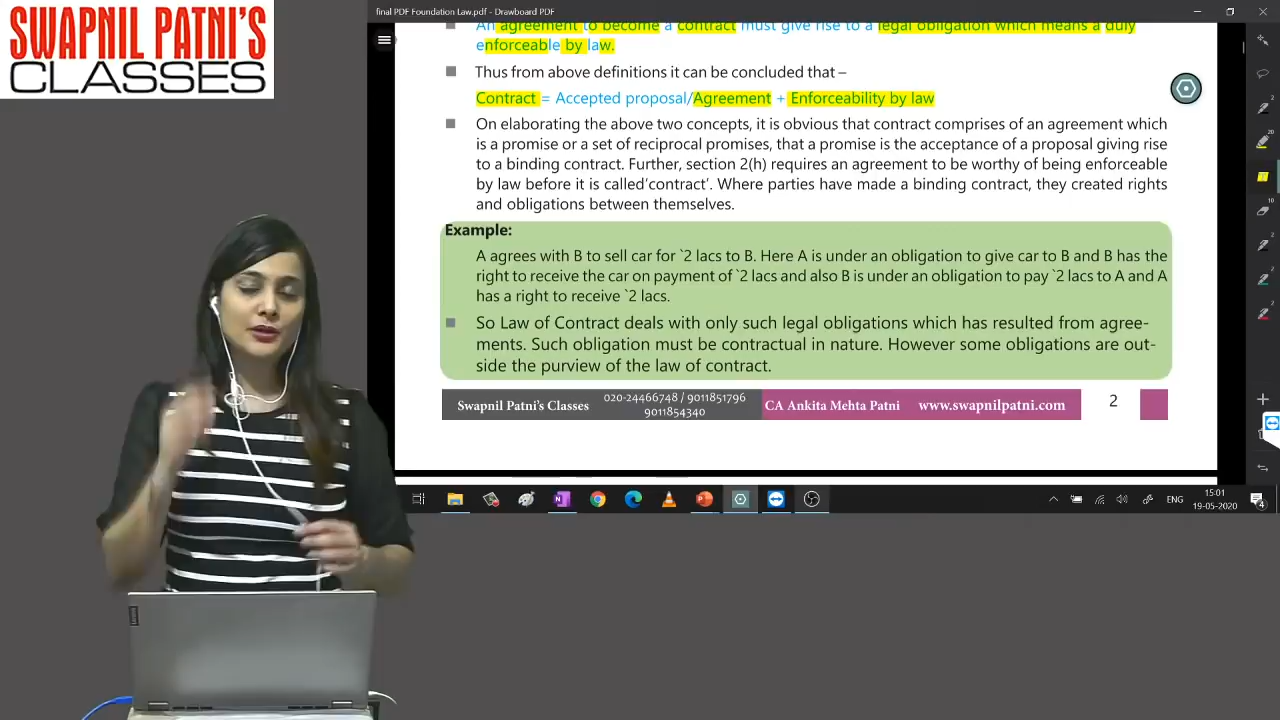 SWAPNIL PATNI'S
CLASSES
final PDF Foundation Law.pdf - Drawboard PDF
An agreement to become a contract must give rise to a legal obligation which means a duly
enforceable by law.
Thus from above definitions it can be concluded that –
Contract = Accepted proposal/Agreement + Enforceability by law
On elaborating the above two concepts, it is obvious that contract comprises of an agreement which
is a promise or a set of reciprocal promises, that a promise is the acceptance of a proposal giving rise
to a binding contract. Further, section 2(h) requires an agreement to be worthy of being enforceable
by law before it is called'contract'. Where parties have made a binding contract, they created rights
and obligations between themselves.
Example:
A agrees with B to sell car for `2 lacs to B. Here A is under an obligation to give car to B and B has the
right to receive the car on payment of `2 lacs and also B is under an obligation to pay `2 lacs to A and A
has a right to receive `2 lacs.
So Law of Contract deals with only such legal obligations which has resulted from agree-
ments. Such obligation must be contractual in nature. However some obligations are out-
side the purview of the law of contract.
Swapnil Patni's Classes
020-24466748 / 9011851796
9011854340
CA Ankita Mehta Patni www.swapnilpatni.com
2
ENG
15:01
19-05-2020